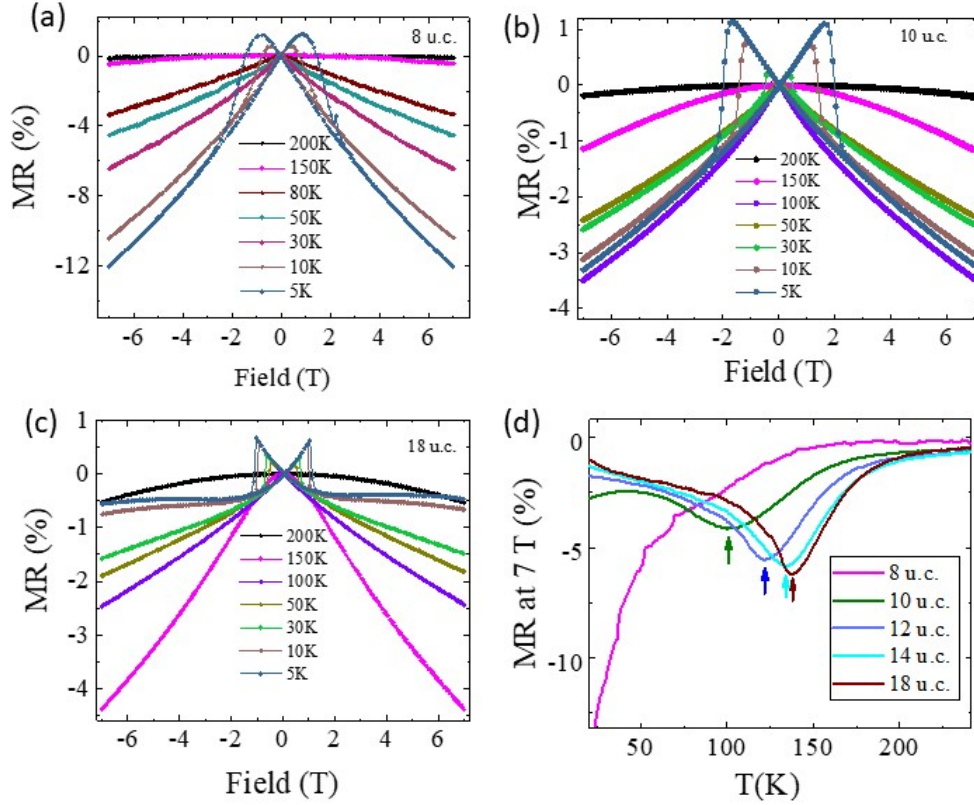 (a)
8 u.c.
MR (%)
0
-4
-8
-12
200K
150K
80K
50K
30K
10K
5K
-6 -4 -2 0 2 4 6
Field (T)
(b)
10 u.c.
MR (%)
1
0
-1
-2
-3
-4
200K
150K
100K
50K
30K
10K
5K
-6 -4 -2 0 2 4 6
Field (T)
(c)
18 u.c.
MR (%)
1
0
-1
-2
-3
-4
200K
150K
100K
50K
30K
10K
5K
-6 -4 -2 0 2 4 6
Field (T)
(d)
MR at 7 T (%)
0
-5
-10
8 u.c.
10 u.c.
12 u.c.
14 u.c.
18 u.c.
50 100 150 200
T(K)